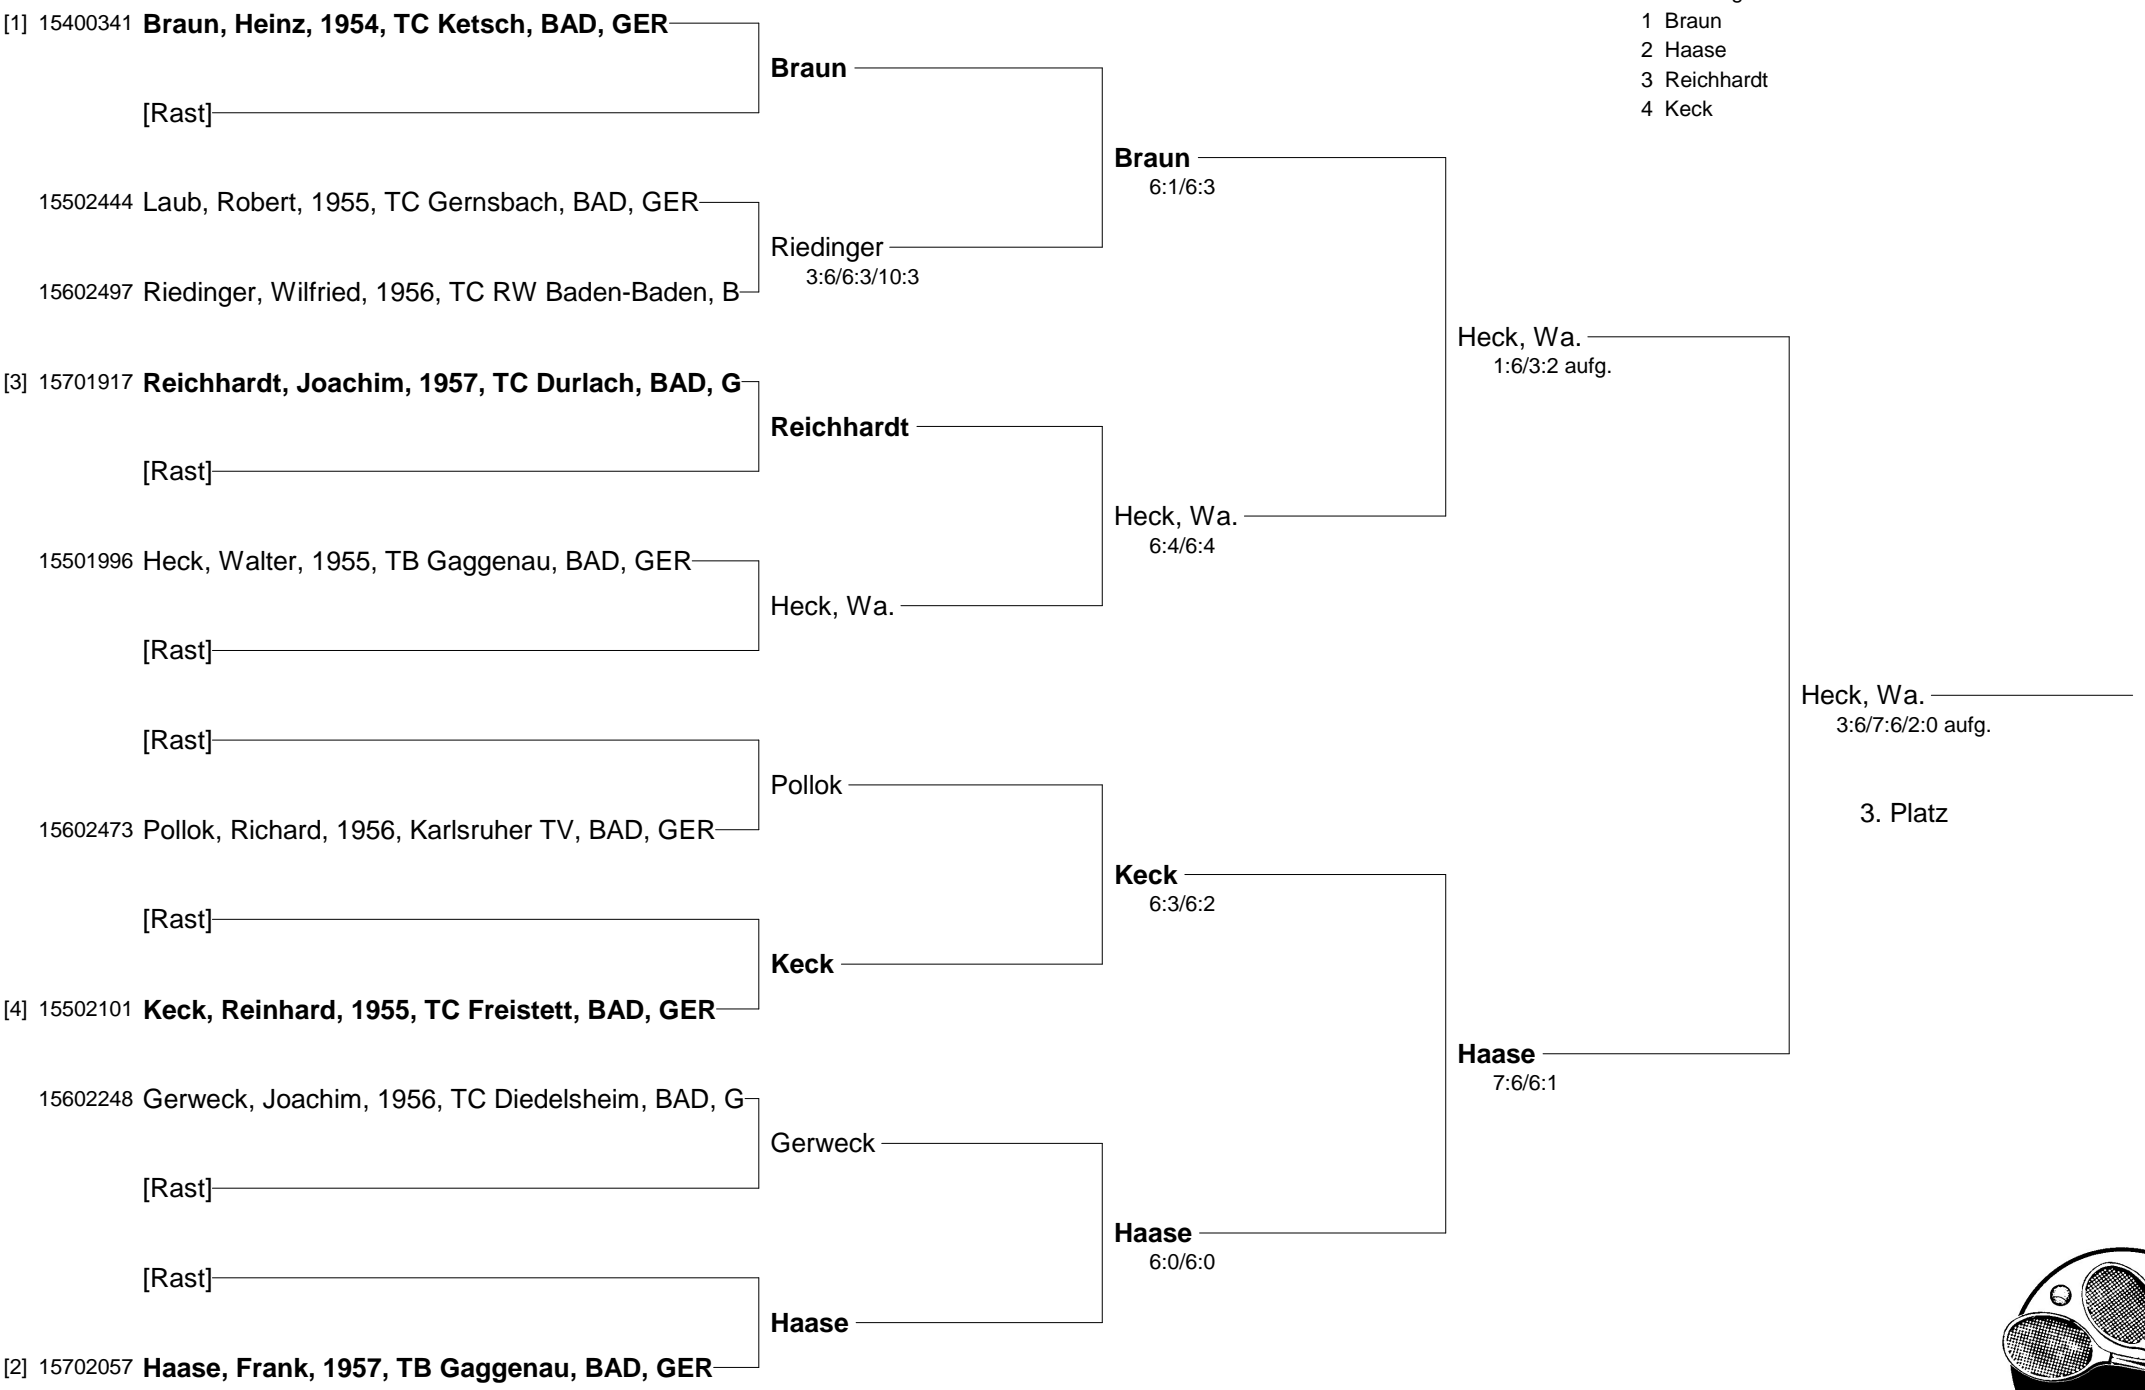 [1] 15400341 Braun, Heinz, 1954, TC Ketsch, BAD, GER
[Rast]
15502444 Laub, Robert, 1955, TC Gernsbach, BAD, GER
15602497 Riedinger, Wilfried, 1956, TC RW Baden-Baden, B
[3] 15701917 Reichhardt, Joachim, 1957, TC Durlach, BAD, G
[Rast]
15501996 Heck, Walter, 1955, TB Gaggenau, BAD, GER
[Rast]
[Rast]
15602473 Pollok, Richard, 1956, Karlsruher TV, BAD, GER
[Rast]
[4] 15502101 Keck, Reinhard, 1955, TC Freistett, BAD, GER
15602248 Gerweck, Joachim, 1956, TC Diedelsheim, BAD, G
[Rast]
[Rast]
[2] 15702057 Haase, Frank, 1957, TB Gaggenau, BAD, GER
Braun
Riedinger
3:6/6:3/10:3
Reichhardt
Heck, Wa.
Pollok
Keck
Gerweck
Haase
Braun
6:1/6:3
Heck, Wa.
6:4/6:4
Keck
6:3/6:2
Haase
6:0/6:0
Heck, Wa.
1:6/3:2 aufg.
Haase
7:6/6:1
Heck, Wa.
3:6/7:6/2:0 aufg.
3. Platz
1 Braun
2 Haase
3 Reichhardt
4 Keck